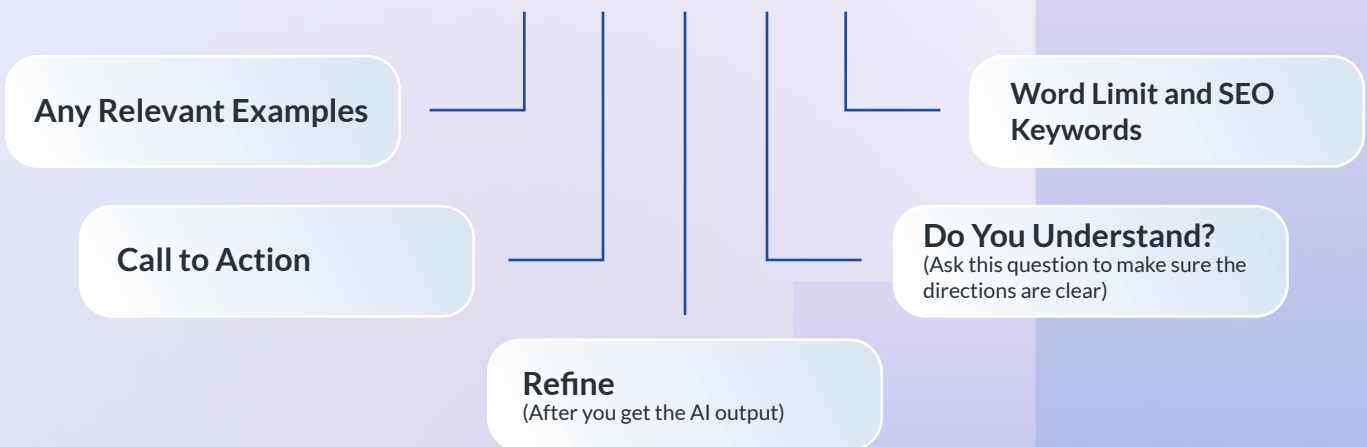 Any Relevant Examples
Word Limit and SEO
Keywords
Call to Action
Do You Understand?
(Ask this question to make sure the
directions are clear)
Refine
(After you get the AI output)